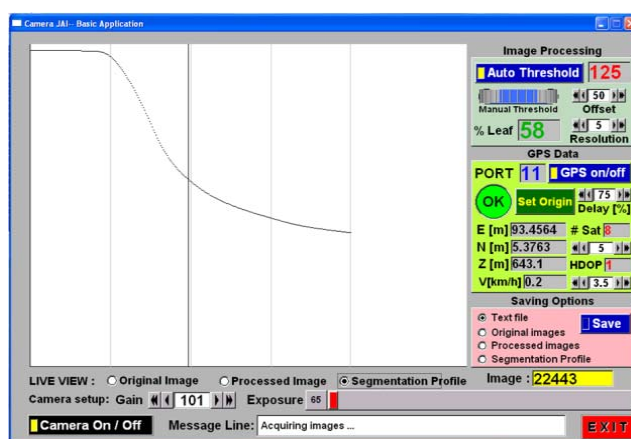 Camera JAI-- Basic Application
Image Processing
Auto Threshold 125
Manual Threshold
50
Offset
% Leaf 58
5
Resolution
GPS Data
PORT 11 GPS on/off
OK Set Origin
75
Delay [%]
E [m] 93.4564 # Sat 8
N [m] 5.3763 5
Z [m] 643.1 HDOP 1
V[km/h] 0.2 3.5
Saving Options
Text file
Save
Original images
Processed images
Segmentation Profile
LIVE VIEW : Original Image Processed Image Segmentation Profile Image : 22443
Camera setup: Gain 101 Exposure 65
Camera On / Off Message Line: Acquiring images ... EXIT